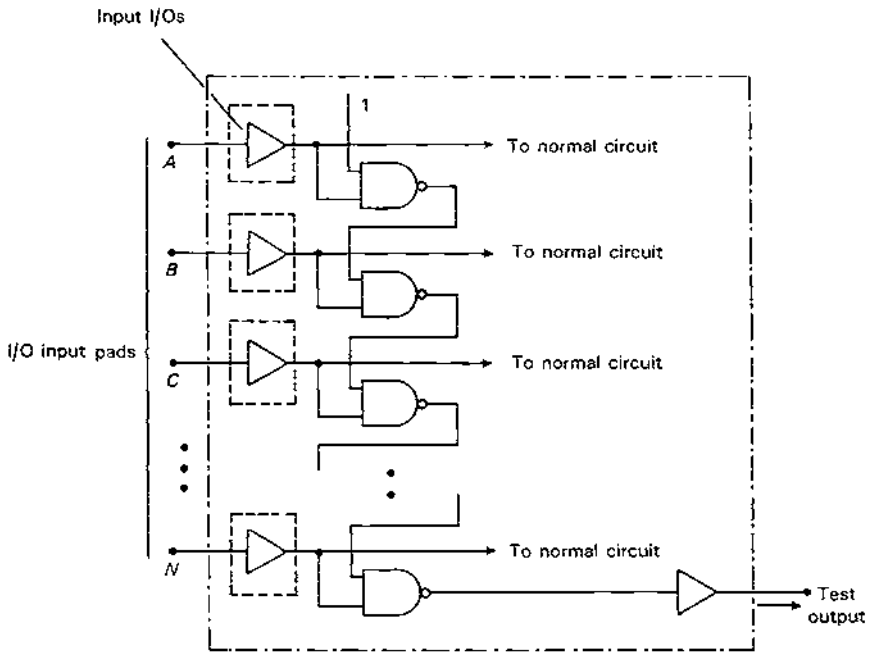 Input I/Os
1
A
To normal circuit
B
To normal circuit
I/O input pads
C
To normal circuit
N
To normal circuit
Test
output